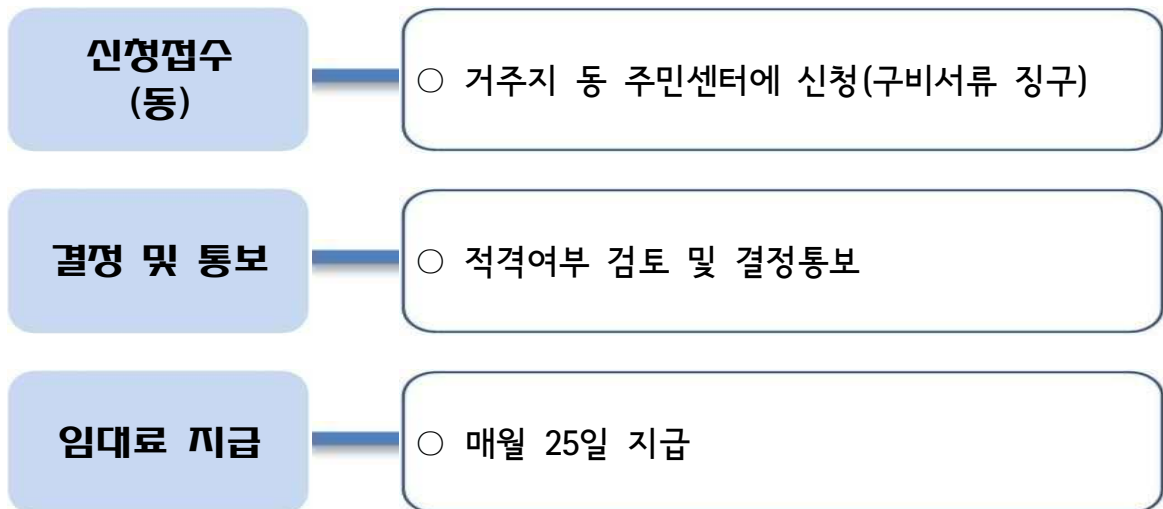 신청접수
(동)
○ 거주지 동 주민센터에 신청(구비서류 징구)
결정 및 통보
○ 적격여부 검토 및 결정통보
임대료 지급
○ 매월 25일 지급